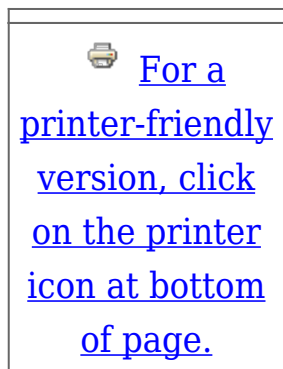 For a
printer-friendly
version, click
on the printer
icon at bottom
of page.